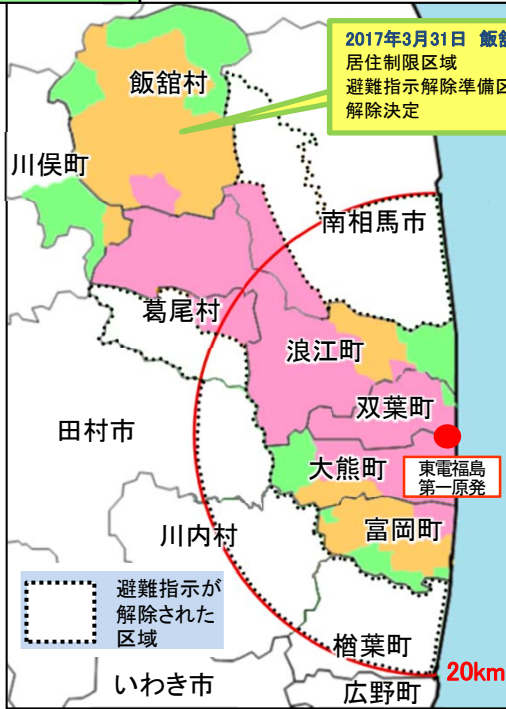 2017年3月31日 飯舘
居住制限区域
避難指示解除準備区
解除決定
飯舘村
川俣町
南相馬市
葛尾村
浪江町
双葉町
田村市
大熊町
東電福島
第一原発
富岡町
川内村
避難指示が
解除された
区域
楢葉町
20km
いわき市
広野町